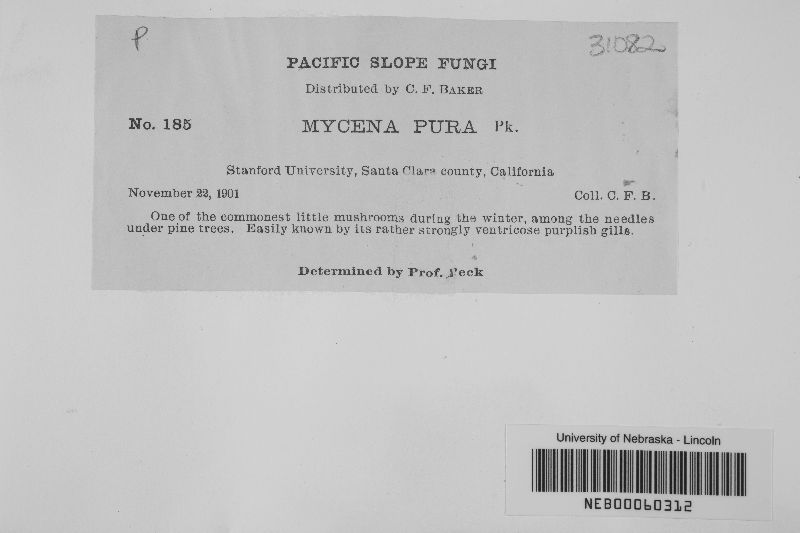 P
31082
PACIFIC SLOPE FUNGI
Distributed by C. F. BAKER
No. 185 MYCENA PURA Pk.
Stanford University, Santa Clara county, California
November 22, 1901 Coll. C. F. B.
One of the commonest little mushrooms during the winter, among the needles
under pine trees. Easily known by its rather strongly ventricose purplish gills.
Determined by Prof. Peck
University of Nebraska - Lincoln
NEB00060312